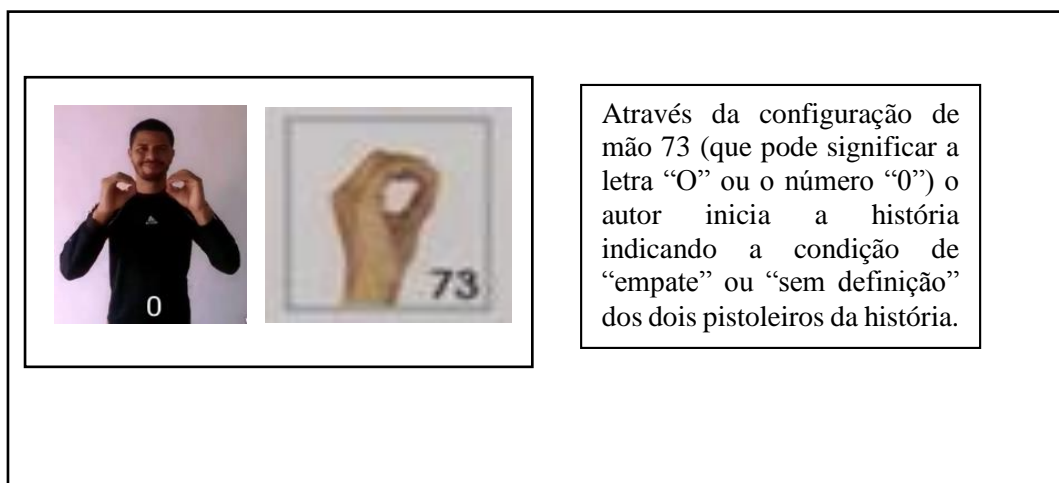 0
73
Através da configuração de
mão 73 (que pode significar a
letra “O” ou o número “0”) o
autor inicia a história
indicando a condição de
“empate” ou “sem definição”
dos dois pistoleiros da história.